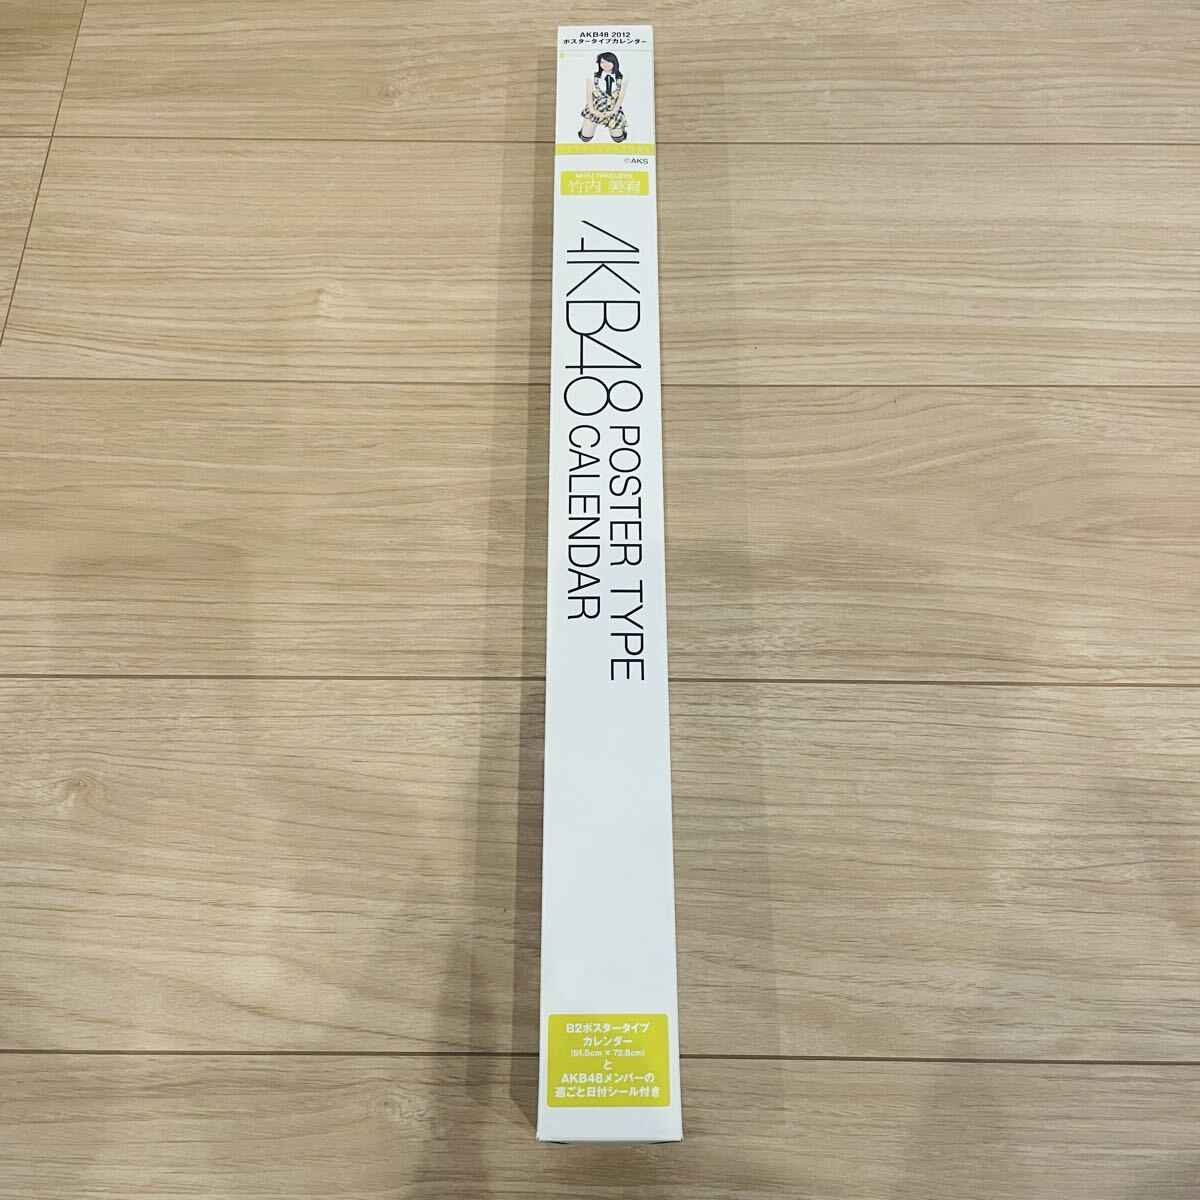 AKB48 2012
ポスタータイプカレンダー
©AKS
MIYU TAKEUCHI
竹内 美宥
AKB48 POSTER TYPE
CALENDAR
B2ポスタータイプ
カレンダー
(51.5cm × 72.8cm)
と
AKB48メンバーの
週ごと日付シール付き